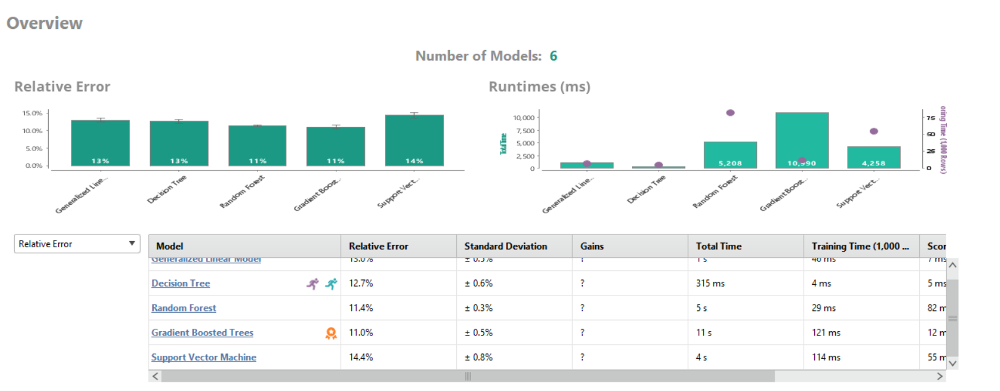 Overview
Number of Models: 6
Relative Error
15.0%
10.0%
5.0%
0.0%
13%
13%
11%
11%
14%
Generalized Line...
Decision Tree
Random Forest
Gradient Boost...
Support Vect...
Runtimes (ms)
Total Time
10,000
7,500
5,000
2,500
0
5,208
10,990
4,258
75
50
25
0
oring Time (1,000 Rows)
Generalized Line...
Decision Tree
Random Forest
Gradient Boos...
Support Vect...
Relative Error
Model Relative Error Standard Deviation Gains Total Time Training Time (1,000 ... Scor
Generalized Linear Model 13.0% ± 0.5% ? 1 s 46 ms 7 ms
Decision Tree 12.7% ± 0.6% ? 315 ms 4 ms 5 ms
Random Forest 11.4% ± 0.3% ? 5 s 29 ms 82 m
Gradient Boosted Trees 11.0% ± 0.5% ? 11 s 121 ms 12 m
Support Vector Machine 14.4% ± 0.8% ? 4 s 114 ms 55 m